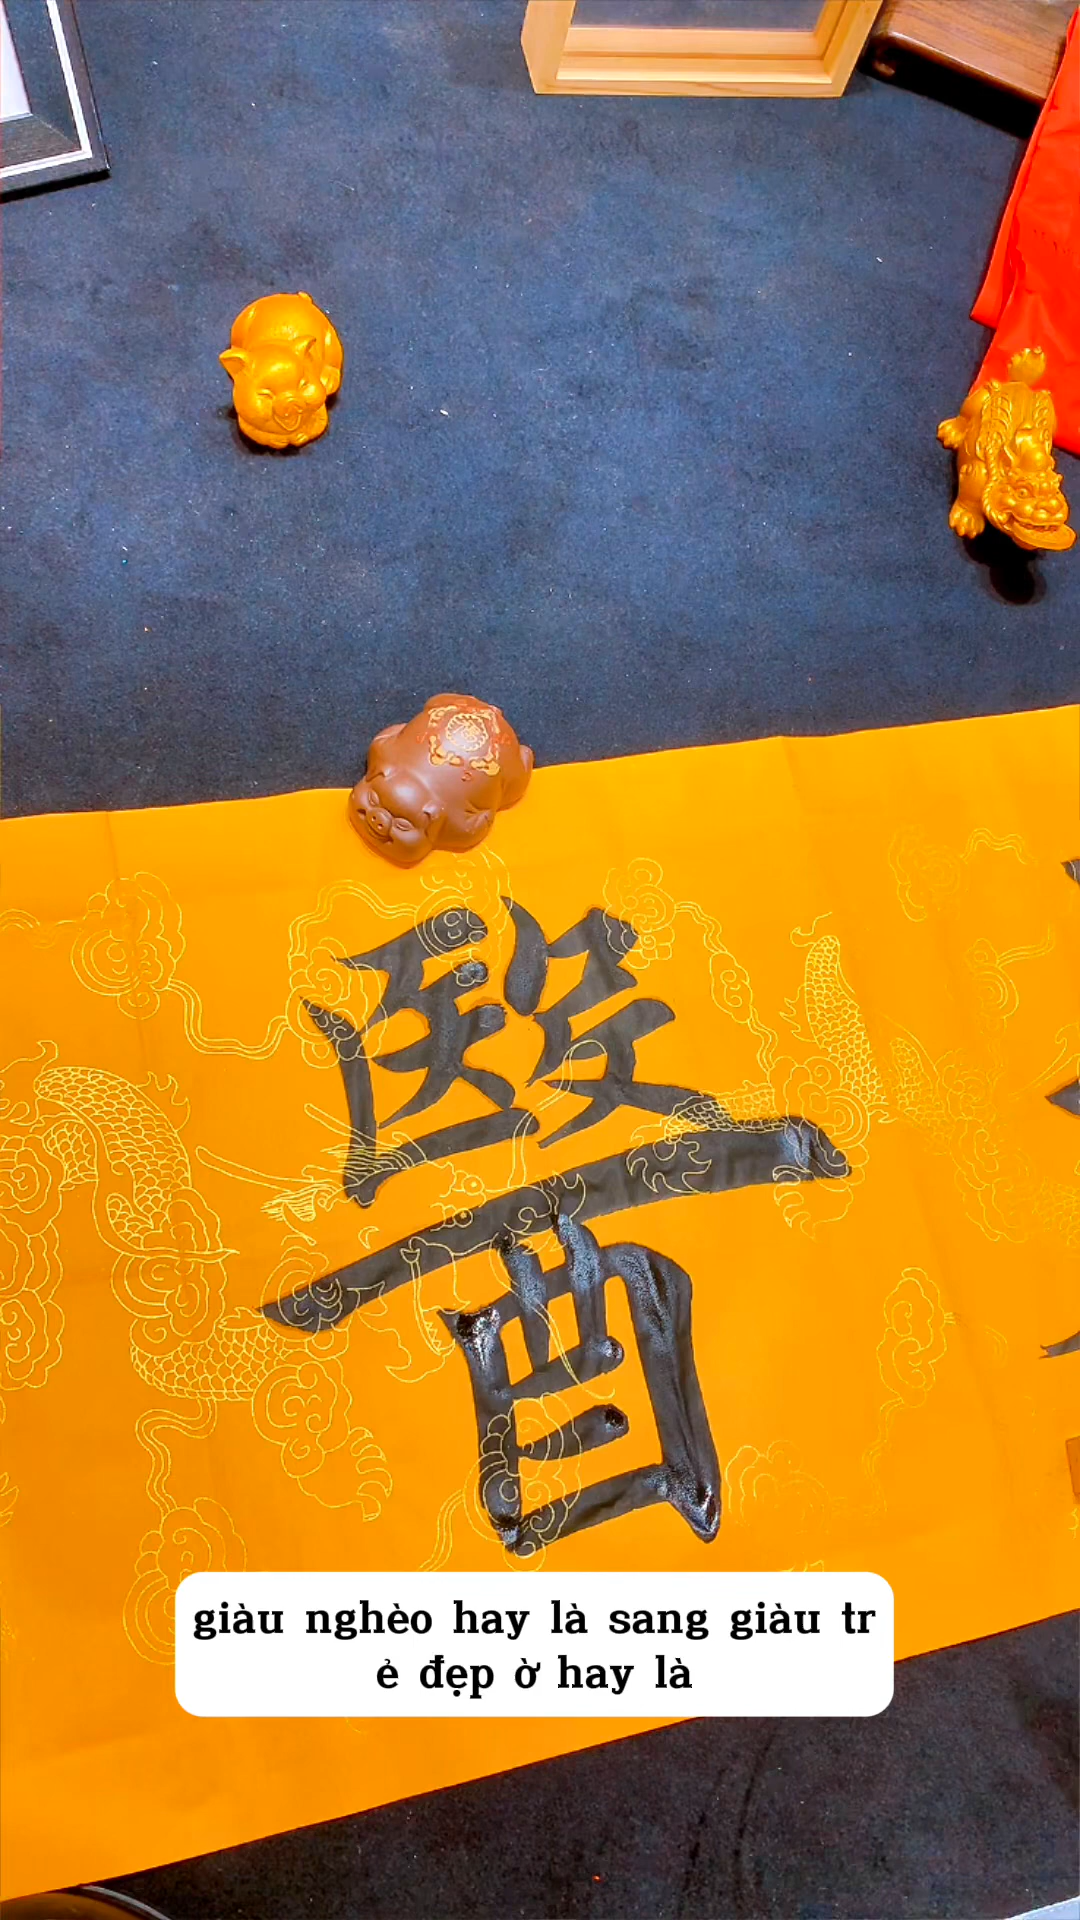 醫
giàu nghèo hay là sang giàu tr
ẻ đẹp ờ hay là